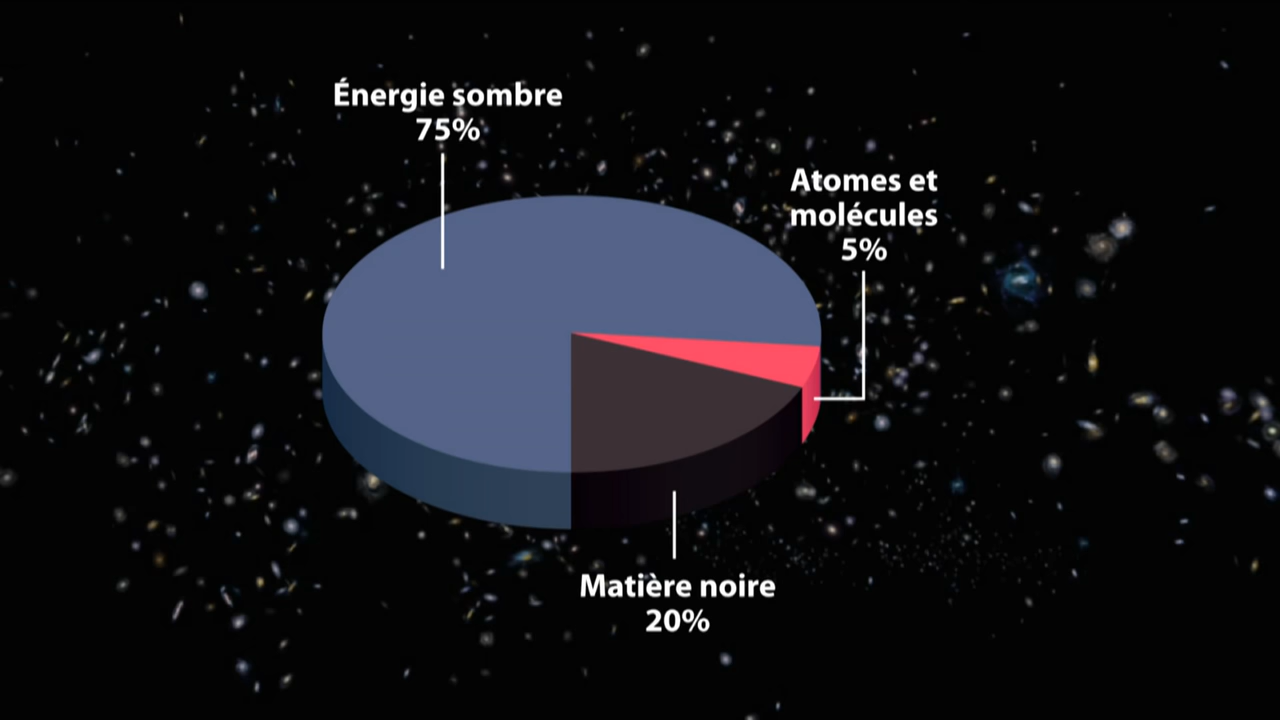 Énergie sombre
75%
Atomes et
molécules
5%
Matière noire
20%